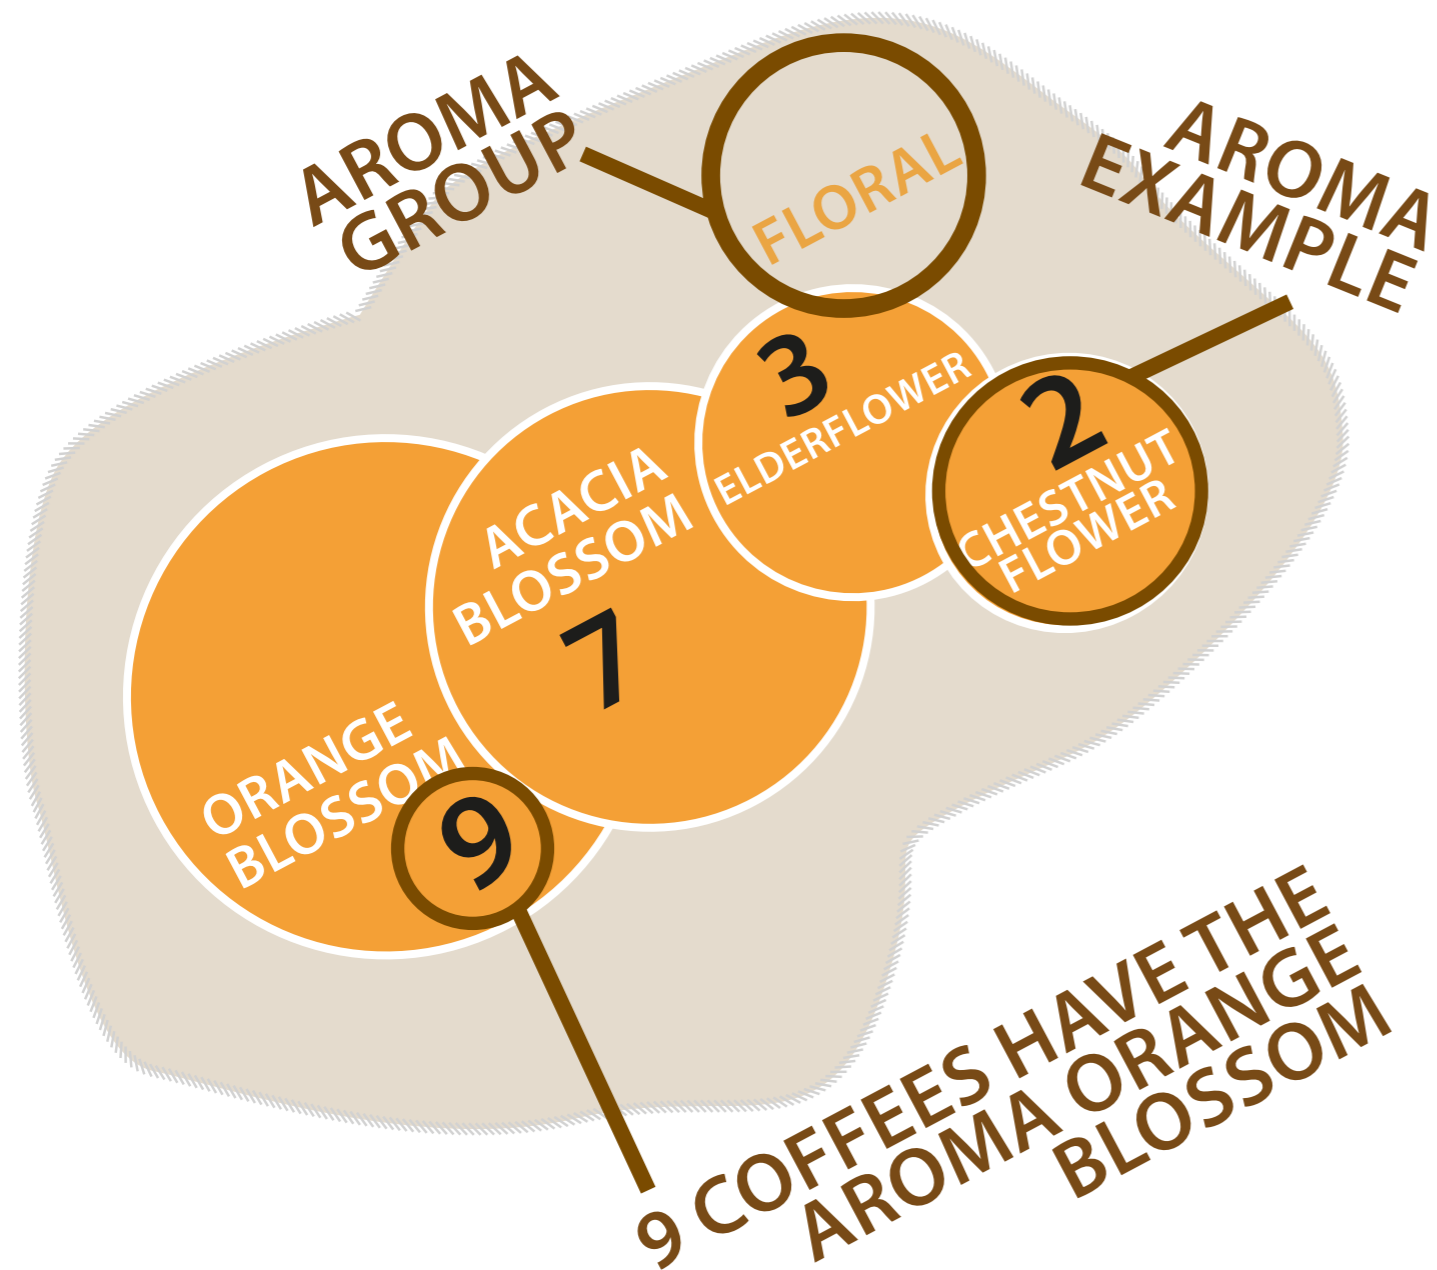 AROMA
GROUP
FLORAL
AROMA
EXAMPLE
3
ELDERFLOWER
2
CHESTNUT
FLOWER
ACACIA
BLOSSOM
7
ORANGE
BLOSSOM
9
9 COFFEES HAVE THE
AROMA ORANGE
BLOSSOM